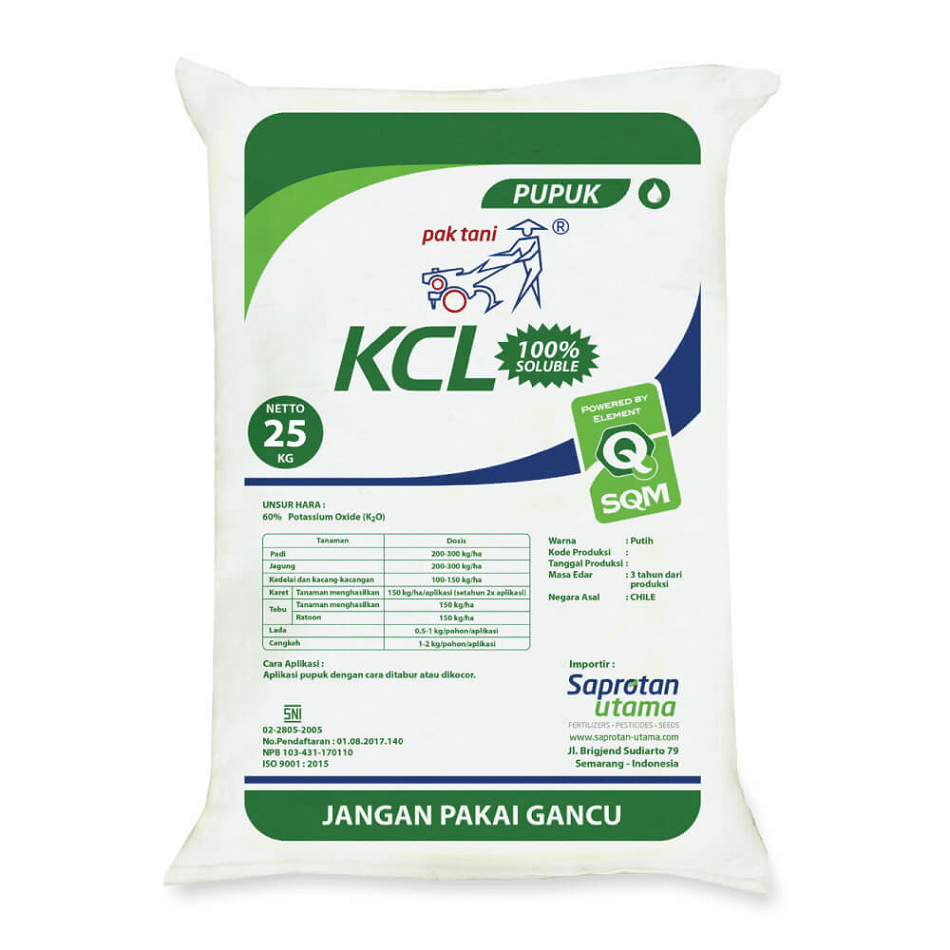 PUPUK
pak tani ®
KCL
100%
SOLUBLE
NETTO
25
KG
POWERED BY
ELEMENT
Q
SQM
UNSUR HARA :
60% Potassium Oxide (K₂O)
Tanaman Dosis
Padi 200-300 kg/ha
Jagung 200-300 kg/ha
Kedelai dan kacang-kacangan 100-150 kg/ha
Karet Tanaman menghasilkan 150 kg/ha/aplikasi (setahun 2x aplikasi)
Tebu Tanaman menghasilkan 150 kg/ha
Ratoon 150 kg/ha
Lada 0.5-1 kg/pohon/aplikasi
Cengkeh 1-2 kg/pohon/aplikasi
Cara Aplikasi :
Aplikasi pupuk dengan cara ditabur atau dikocor.
Warna : Putih
Kode Produksi :
Tanggal Produksi :
Masa Edar : 3 tahun dari
produksi
Negara Asal : CHILE
SNI
02-2805-2005
No.Pendaftaran : 01.08.2017.140
NPB 103-431-170110
ISO 9001 : 2015
Importir :
Saprotan
utama
FERTILIZERS - PESTICIDES - SEEDS
www.saprotan-utama.com
Jl. Brigjend Sudiarto 79
Semarang - Indonesia
JANGAN PAKAI GANCU